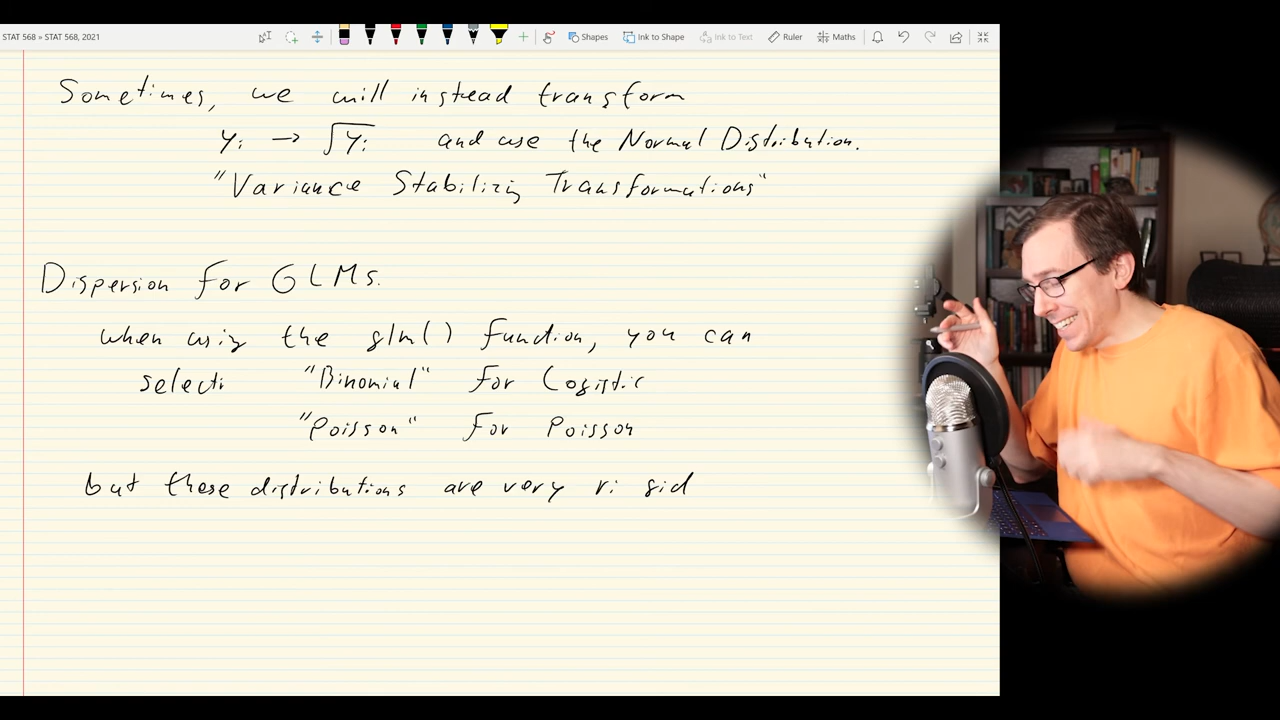 STAT 568 » STAT 568, 2021
Shapes Ink to Shape Ink to Text Ruler Maths
Sometimes, we will instead transform
yi → √yi and use the Normal Distribution.
"Variance Stabilizing Transformations"
Dispersion for GLMs.
when using the glm() function, you can
select: "Binomial" for Logistic
"Poisson" for Poisson
but these distributions are very rigid